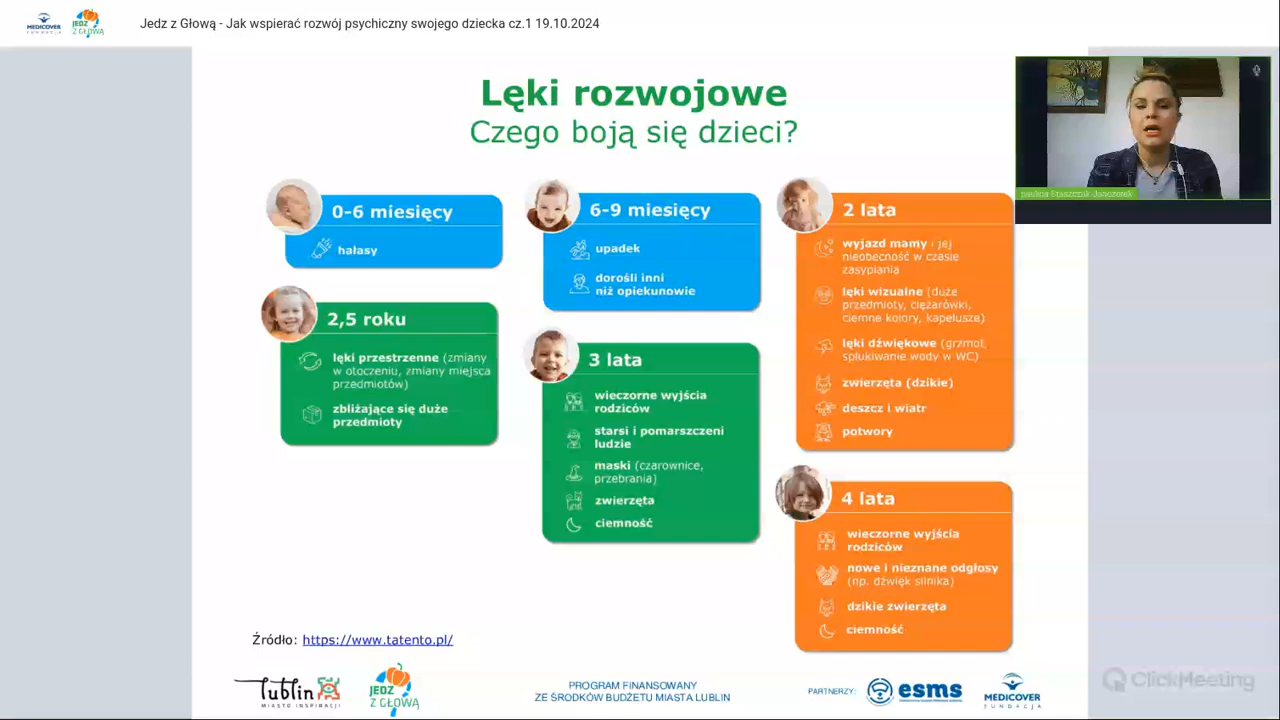 MEDICOVER
FUNDACJA
JEDZ
Z GŁOWĄ
Jedz z Głową - Jak wspierać rozwój psychiczny swojego dziecka cz.1 19.10.2024
Lęki rozwojowe
Czego boją się dzieci?
0-6 miesięcy
hałasy
6-9 miesięcy
upadek
dorośli inni
niż opiekunowie
2 lata
wyjazd mamy i jej
nieobecność w czasie
zasypiania
lęki wizualne (duże
przedmioty, ciężarówki,
ciemne kolory, kapelusze)
lęki dźwiękowe (grzmot,
spłukiwanie wody w WC)
zwierzęta (dzikie)
deszcz i wiatr
potwory
2,5 roku
lęki przestrzenne (zmiany
w otoczeniu, zmiany miejsca
przedmiotów)
zbliżające się duże
przedmioty
3 lata
wieczorne wyjścia
rodziców
starsi i pomarszczeni
ludzie
maski (czarownice,
przebrania)
zwierzęta
ciemność
4 lata
wieczorne wyjścia
rodziców
nowe i nieznane odgłosy
(np. dźwięk silnika)
dzikie zwierzęta
ciemność
Źródło: https://www.tatento.pl/
lublin
MIASTO INSPIRACJI
JEDZ
Z GŁOWĄ
PROGRAM FINANSOWANY
ZE ŚRODKÓW BUDŻETU MIASTA LUBLIN
PARTNERZY:
esms
MEDICOVER
FUNDACJA
ClickMeeting